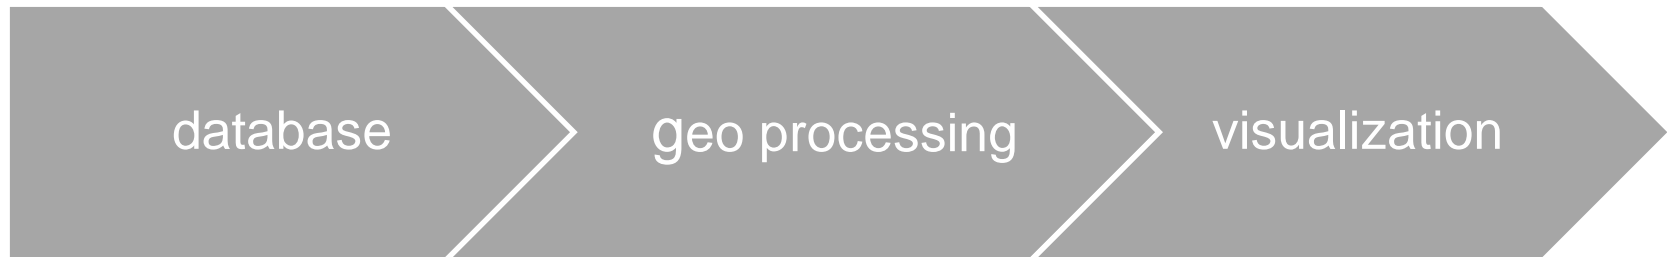 database
geo processing
visualization